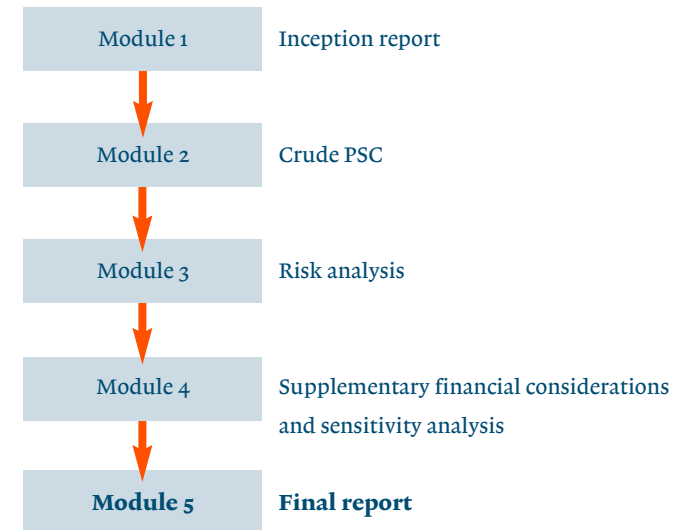 Module 1 Inception report
Module 2 Crude PSC
Module 3 Risk analysis
Module 4 Supplementary financial considerations
and sensitivity analysis
Module 5 Final report